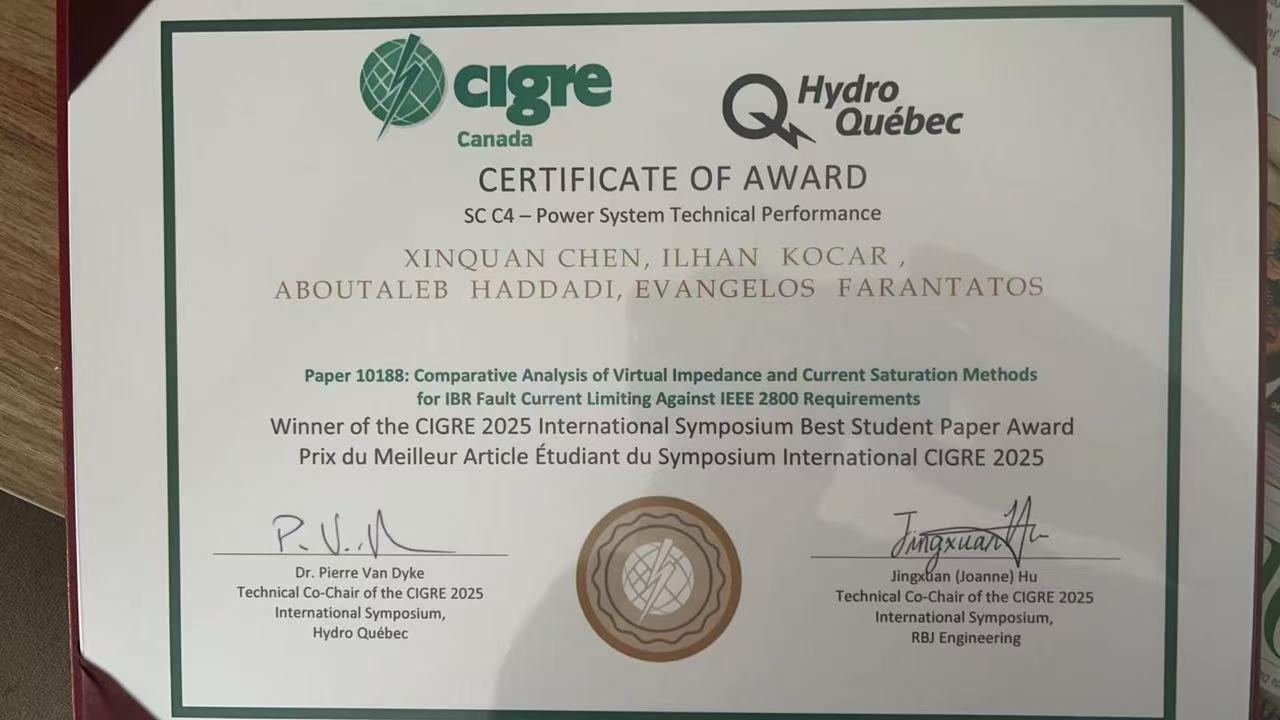 cigre
Canada
Hydro
Québec
CERTIFICATE OF AWARD
SC C4 – Power System Technical Performance
XINQUAN CHEN, ILHAN KOCAR ,
ABOUTALEB HADDADI, EVANGELOS FARANTATOS
Paper 10188: Comparative Analysis of Virtual Impedance and Current Saturation Methods
for IBR Fault Current Limiting Against IEEE 2800 Requirements
Winner of the CIGRE 2025 International Symposium Best Student Paper Award
Prix du Meilleur Article Étudiant du Symposium International CIGRE 2025
P. V.
Dr. Pierre Van Dyke
Technical Co-Chair of the CIGRE 2025
International Symposium,
Hydro Québec
Jingxuan Hu
Jingxuan (Joanne) Hu
Technical Co-Chair of the CIGRE 2025
International Symposium,
RBJ Engineering